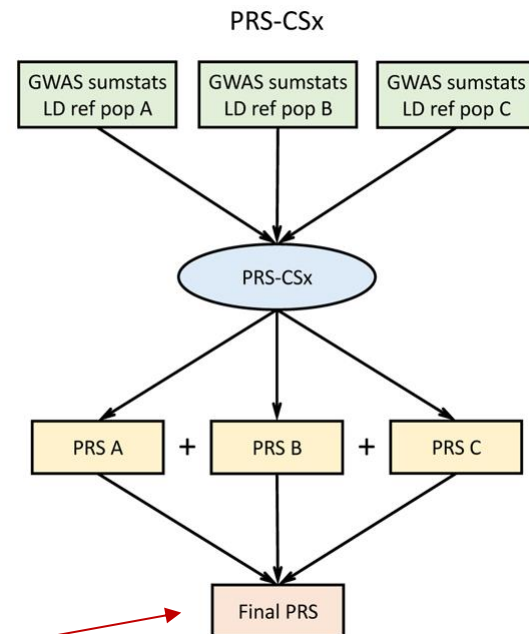 PRS-CSx
GWAS sumstats
LD ref pop A
GWAS sumstats
LD ref pop B
GWAS sumstats
LD ref pop C
PRS-CSx
PRS A
+
PRS B
+
PRS C
Final PRS